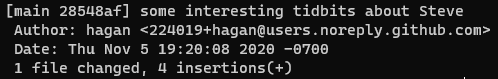 [main 28548af] some interesting tidbits about Steve
Author: hagan <224019+hagan@users.noreply.github.com>
Date: Thu Nov 5 19:20:08 2020 -0700
1 file changed, 4 insertions(+)